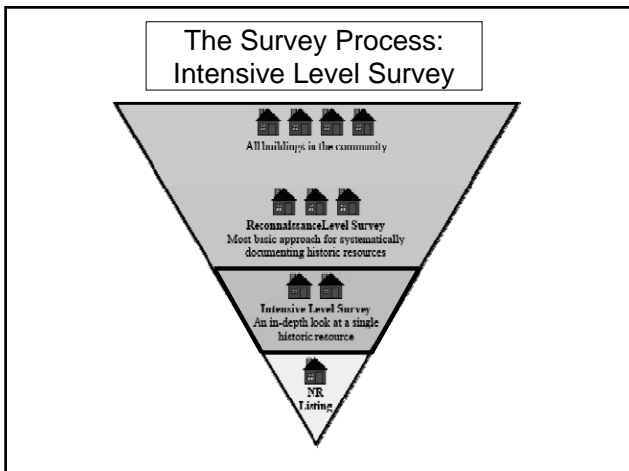 The Survey Process:
Intensive Level Survey
All buildings in the community
ReconnaissanceLevel Survey
Most basic approach for systematically
documenting historic resources
Intensive Level Survey
An in-depth look at a single
historic resource
NR
Listing